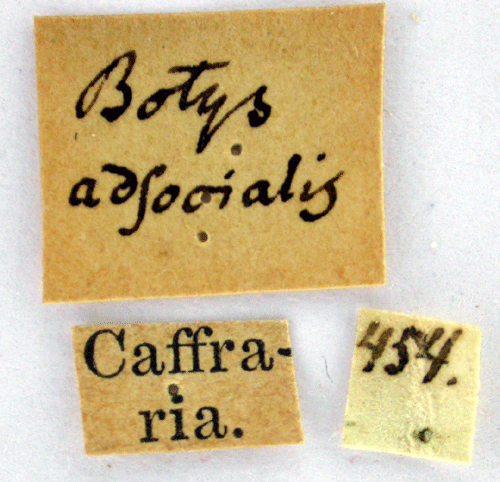 Botys
adsocialis
Caffra-
ria.
454.